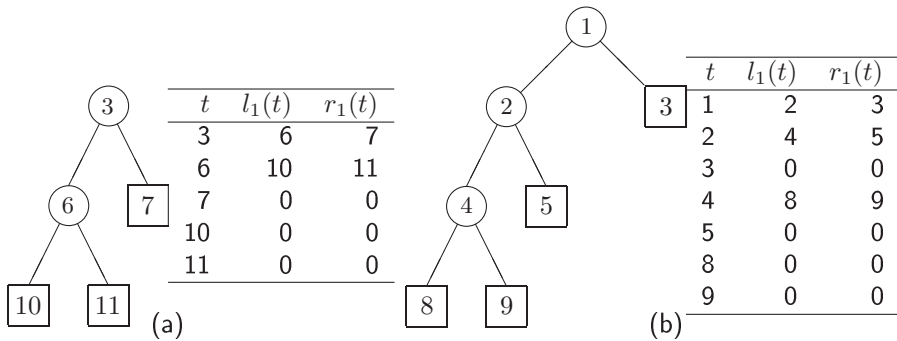 3
6
7
10
11
(a)
t l₁(t) r₁(t)
3 6 7
6 10 11
7 0 0
10 0 0
11 0 0
1
2
3
4
5
8
9
(b)
t l₁(t) r₁(t)
1 2 3
2 4 5
3 0 0
4 8 9
5 0 0
8 0 0
9 0 0